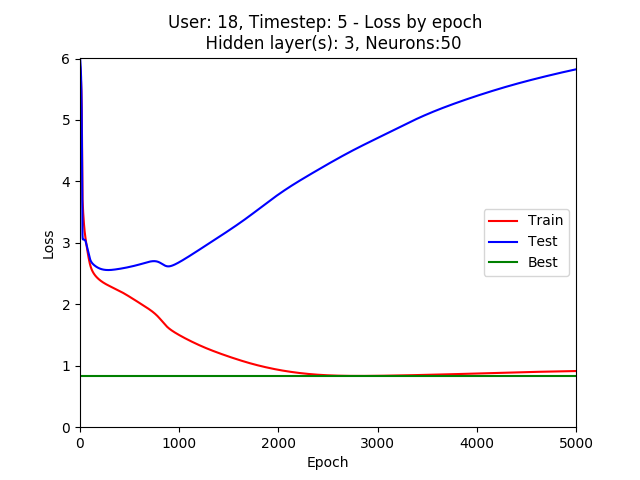 User: 18, Timestep: 5 - Loss by epoch
Hidden layer(s): 3, Neurons:50
6
5
4
3
2
1
0
Loss
Train
Test
Best
0 1000 2000 3000 4000 5000
Epoch